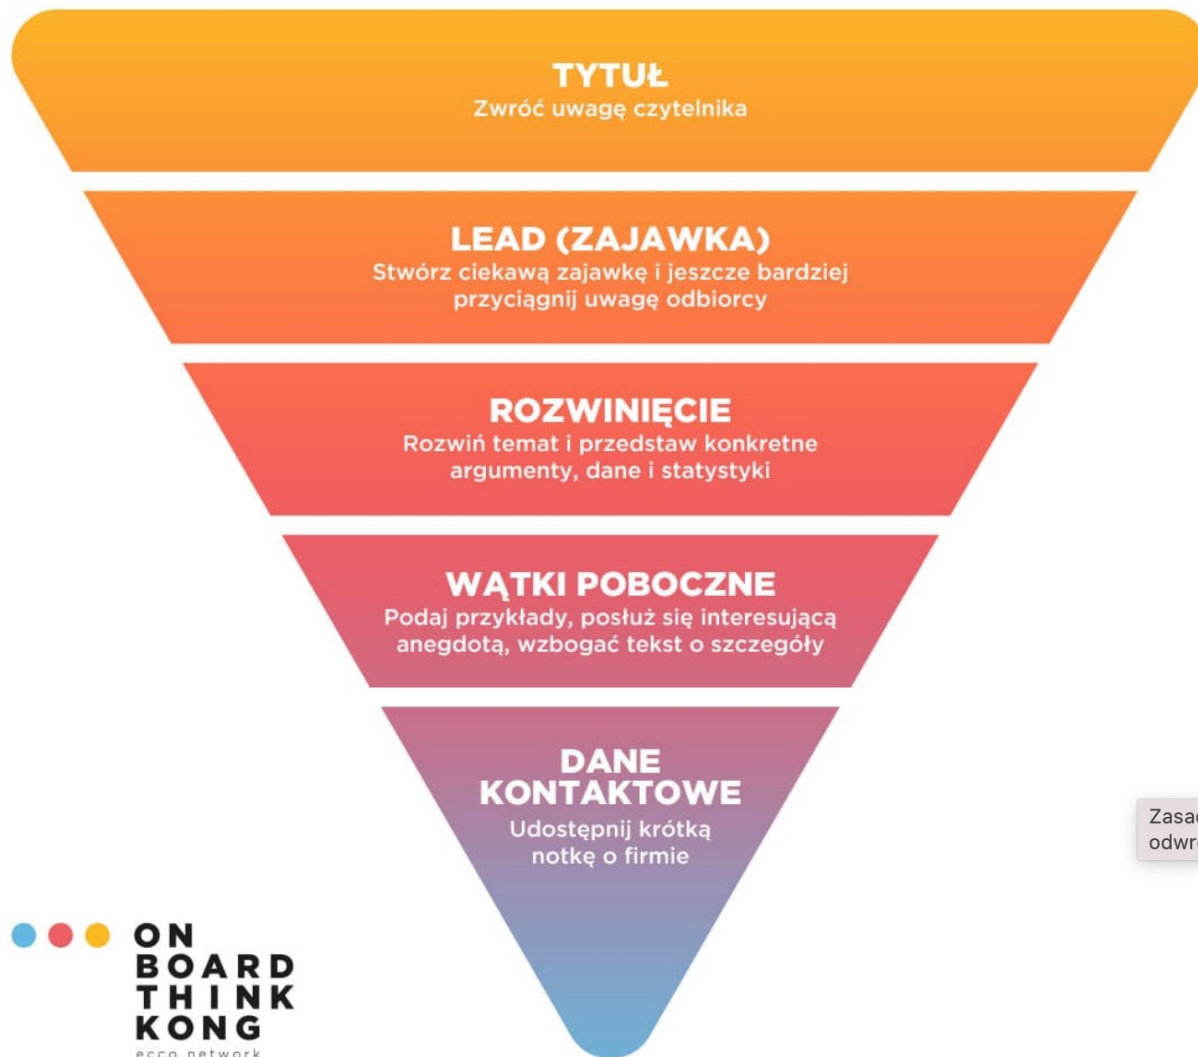 TYTUŁ
Zwróć uwagę czytelnika
LEAD (ZAJAWKA)
Stwórz ciekawą zajawkę i jeszcze bardziej
przyciągnij uwagę odbiorcy
ROZWINIĘCIE
Rozwiń temat i przedstaw konkretne
argumenty, dane i statystyki
WĄTKI POBOCZNE
Podaj przykłady, posłuż się interesującą
anegdotą, wzbogać tekst o szczegóły
DANE
KONTAKTOWE
Udostępnij krótką
notkę o firmie
ON
BOARD
THINK
KONG
ecco network